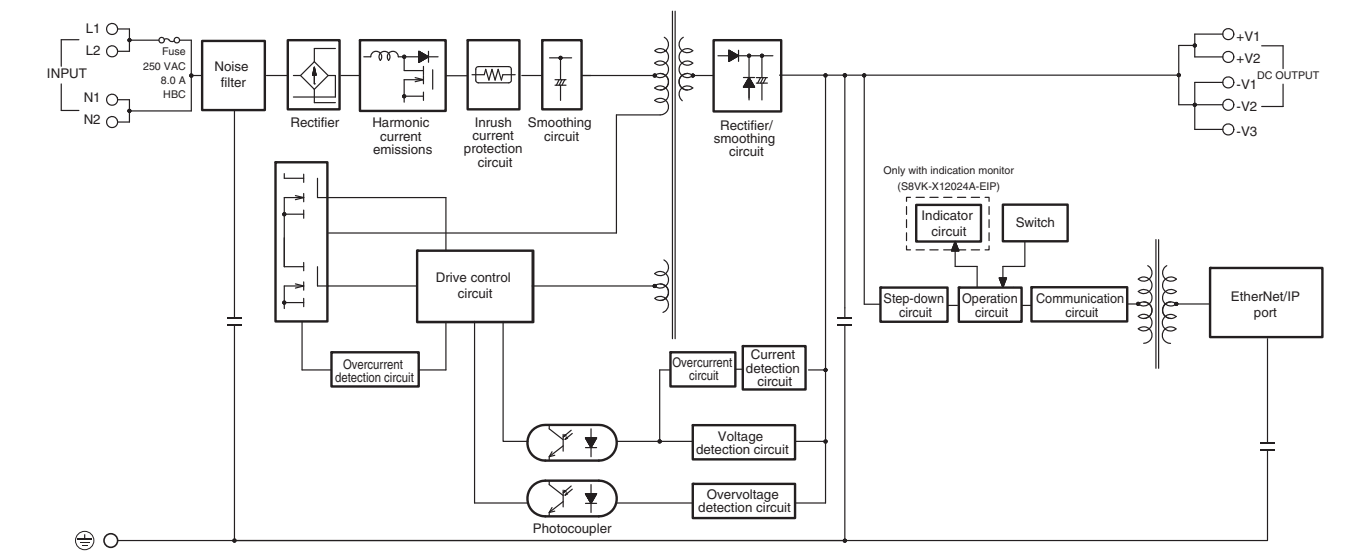 L1
L2
INPUT
N1
N2
Fuse
250 VAC
8.0 A
HBC
Noise
filter
Rectifier
Harmonic
current
emissions
Inrush
current
protection
circuit
Smoothing
circuit
Rectifier/
smoothing
circuit
+V1
+V2
DC OUTPUT
-V1
-V2
-V3
Only with indication monitor
(S8VK-X12024A-EIP)
Indicator
circuit
Switch
Drive control
circuit
Step-down
circuit
Operation
circuit
Communication
circuit
EtherNet/IP
port
Overcurrent
detection circuit
Overcurrent
circuit
Current
detection
circuit
Voltage
detection circuit
Overvoltage
detection circuit
Photocoupler